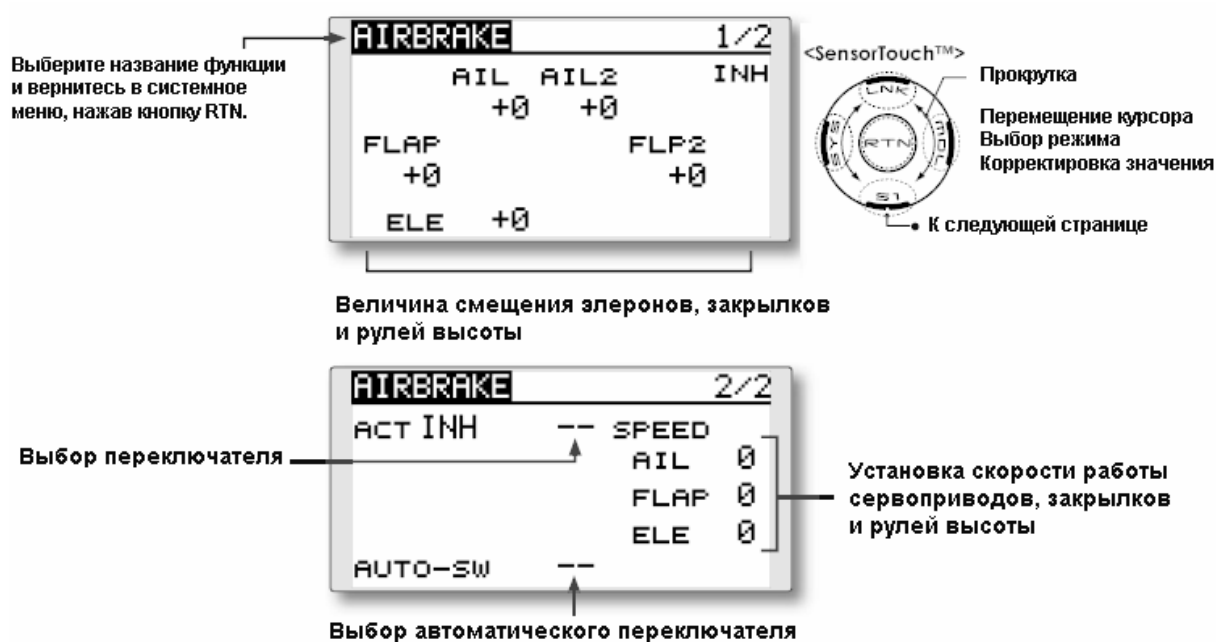 AIRBRAKE 1/2
Выберите название функции
и вернитесь в системное
меню, нажав кнопку RTN.
AIL AIL2 INH
+0 +0
FLAP FLP2
+0 +0
ELE +0
<SensorTouch™>
LNK
SYS RTN MDL
S1
Прокрутка
Перемещение курсора
Выбор режима
Корректировка значения
К следующей странице
Величина смещения элеронов, закрылков
и рулей высоты
AIRBRAKE 2/2
ACT INH -- SPEED
AIL 0
FLAP 0
ELE 0
AUTO-SW --
Выбор переключателя
Установка скорости работы
сервоприводов, закрылков
и рулей высоты
Выбор автоматического переключателя